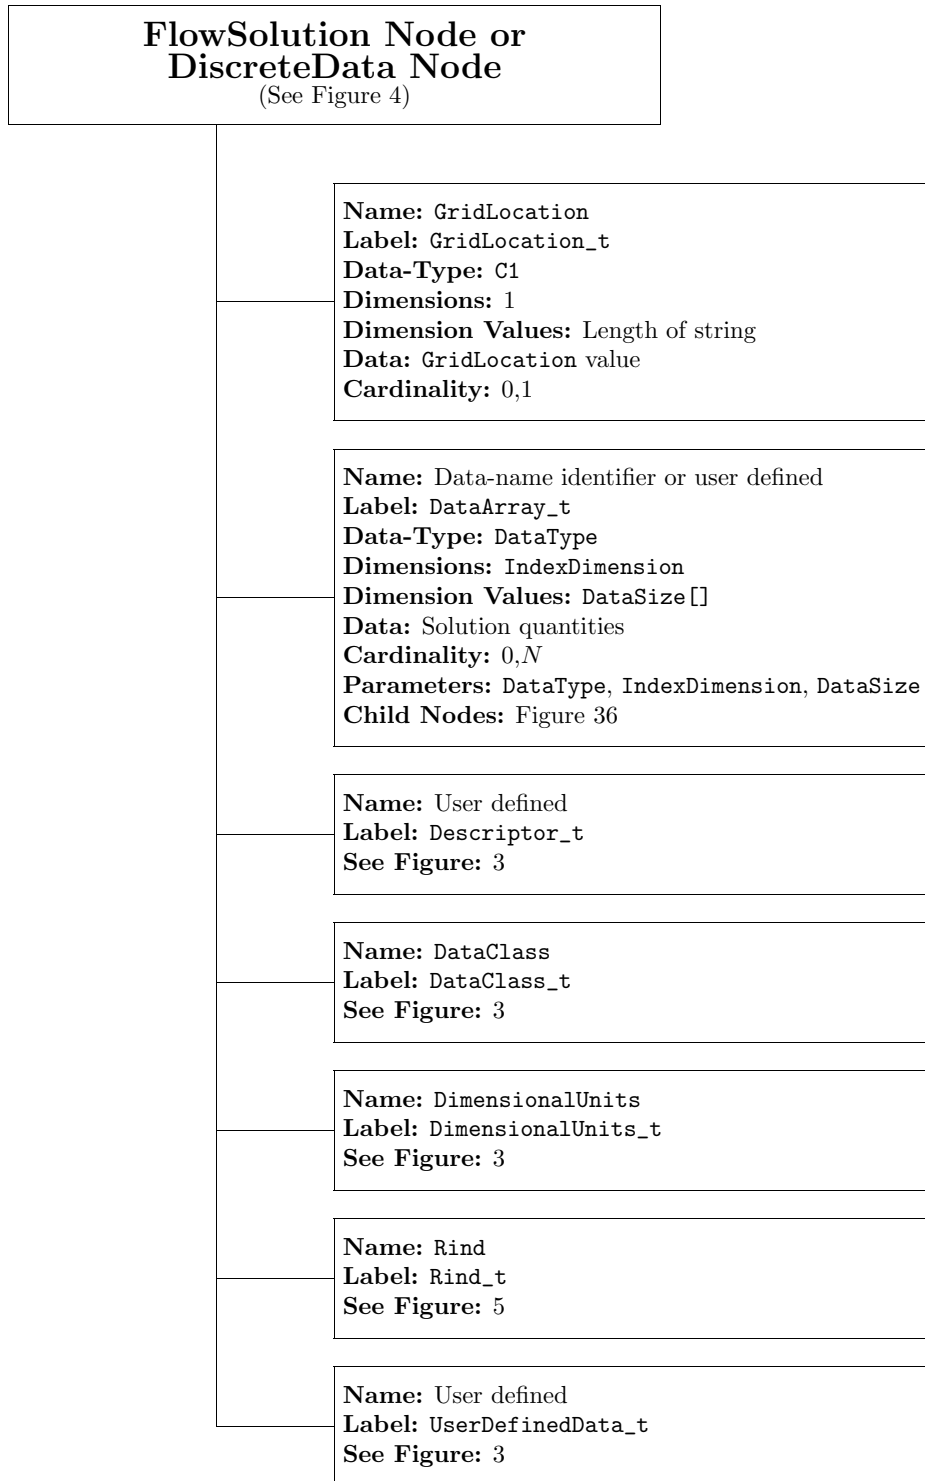 FlowSolution Node or
DiscreteData Node
(See Figure 4)
Name: GridLocation
Label: GridLocation_t
Data-Type: C1
Dimensions: 1
Dimension Values: Length of string
Data: GridLocation value
Cardinality: 0,1
Name: Data-name identifier or user defined
Label: DataArray_t
Data-Type: DataType
Dimensions: IndexDimension
Dimension Values: DataSize[]
Data: Solution quantities
Cardinality: 0,N
Parameters: DataType, IndexDimension, DataSize
Child Nodes: Figure 36
Name: User defined
Label: Descriptor_t
See Figure: 3
Name: DataClass
Label: DataClass_t
See Figure: 3
Name: DimensionalUnits
Label: DimensionalUnits_t
See Figure: 3
Name: Rind
Label: Rind_t
See Figure: 5
Name: User defined
Label: UserDefinedData_t
See Figure: 3